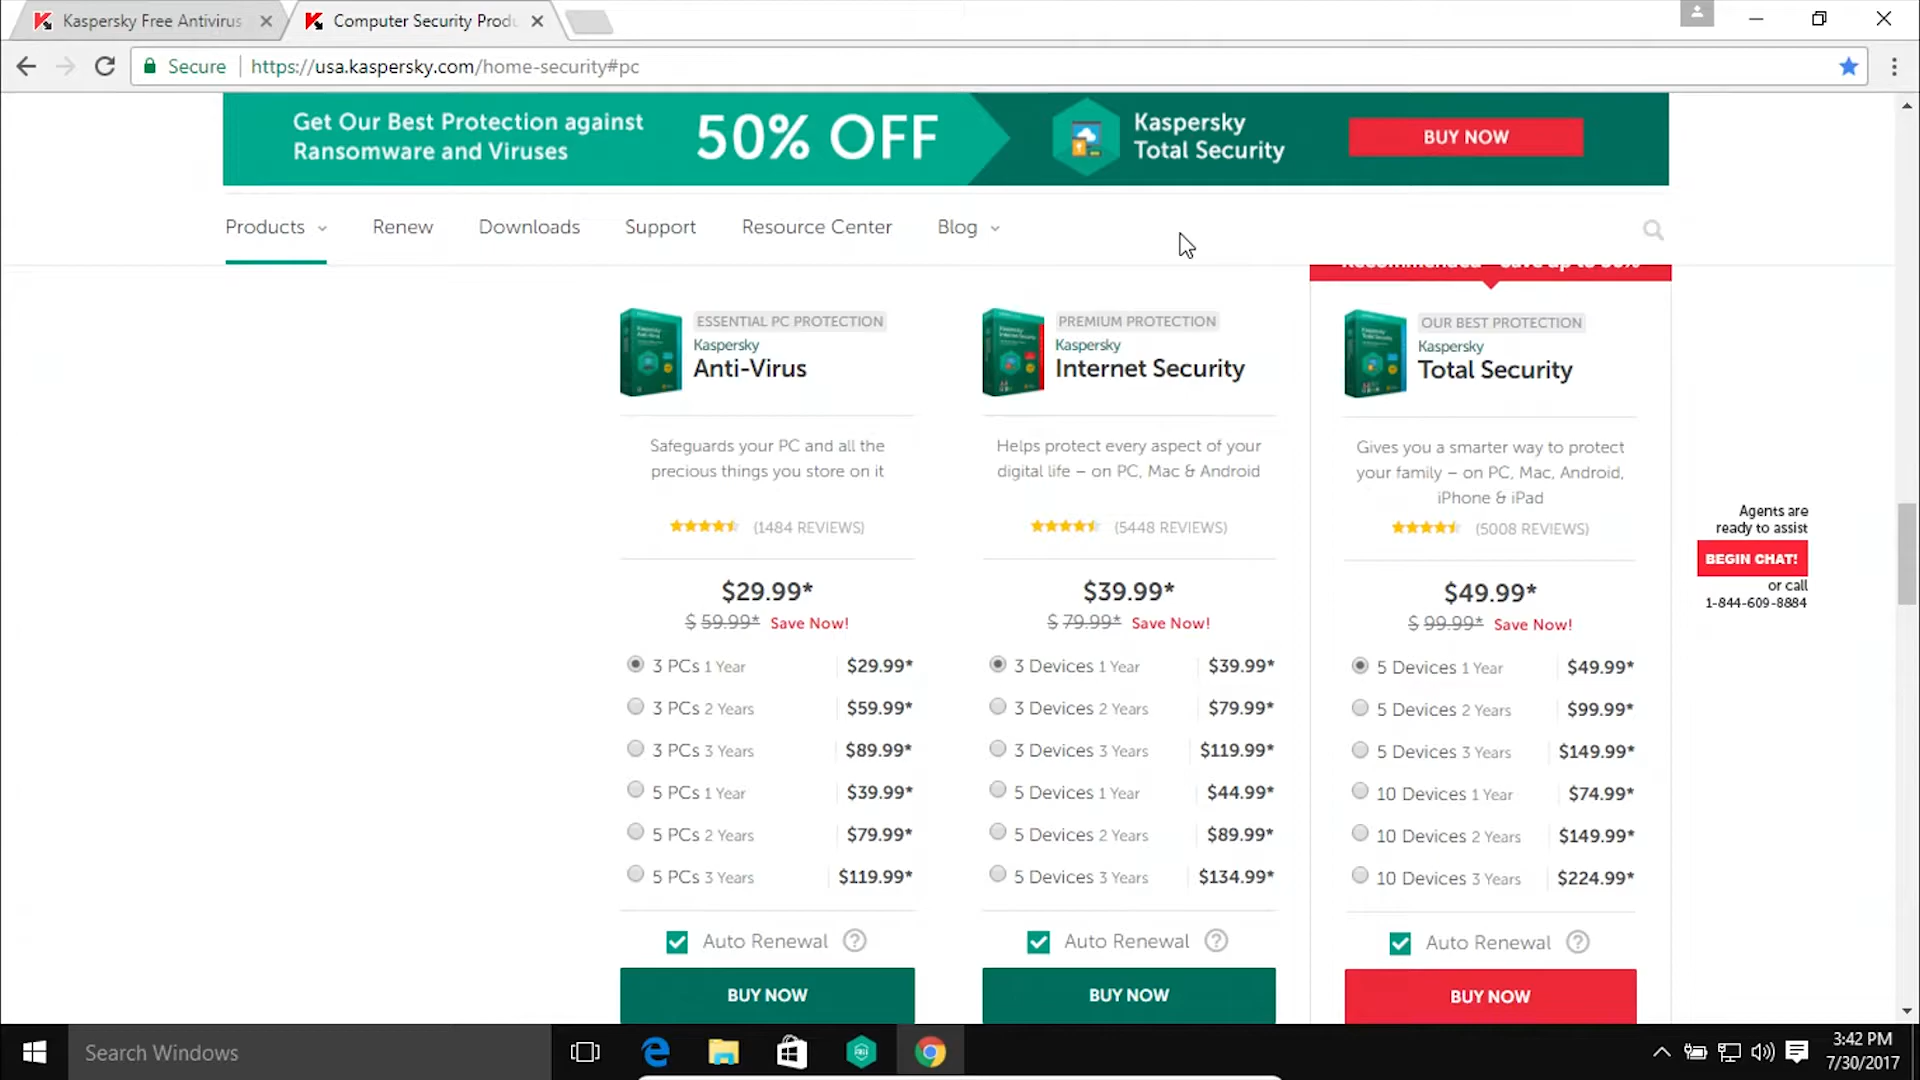 Kaspersky Free Antivirus
Computer Security Produ
Secure
https://usa.kaspersky.com/home-security#pc
Get Our Best Protection against
Ransomware and Viruses
50% OFF
Kaspersky
Total Security
BUY NOW
Products
Renew
Downloads
Support
Resource Center
Blog
ESSENTIAL PC PROTECTION
Kaspersky
Anti-Virus
Safeguards your PC and all the
precious things you store on it
(1484 REVIEWS)
$29.99*
$ 59.99* Save Now!
3 PCs 1 Year $29.99*
3 PCs 2 Years $59.99*
3 PCs 3 Years $89.99*
5 PCs 1 Year $39.99*
5 PCs 2 Years $79.99*
5 PCs 3 Years $119.99*
Auto Renewal ?
BUY NOW
PREMIUM PROTECTION
Kaspersky
Internet Security
Helps protect every aspect of your
digital life – on PC, Mac & Android
(5448 REVIEWS)
$39.99*
$ 79.99* Save Now!
3 Devices 1 Year $39.99*
3 Devices 2 Years $79.99*
3 Devices 3 Years $119.99*
5 Devices 1 Year $44.99*
5 Devices 2 Years $89.99*
5 Devices 3 Years $134.99*
Auto Renewal ?
BUY NOW
OUR BEST PROTECTION
Kaspersky
Total Security
Gives you a smarter way to protect
your family – on PC, Mac, Android,
iPhone & iPad
(5008 REVIEWS)
$49.99*
$ 99.99* Save Now!
5 Devices 1 Year $49.99*
5 Devices 2 Years $99.99*
5 Devices 3 Years $149.99*
10 Devices 1 Year $74.99*
10 Devices 2 Years $149.99*
10 Devices 3 Years $224.99*
Auto Renewal ?
BUY NOW
Agents are
ready to assist
BEGIN CHAT!
or call
1-844-609-8884
Search Windows
3:42 PM
7/30/2017